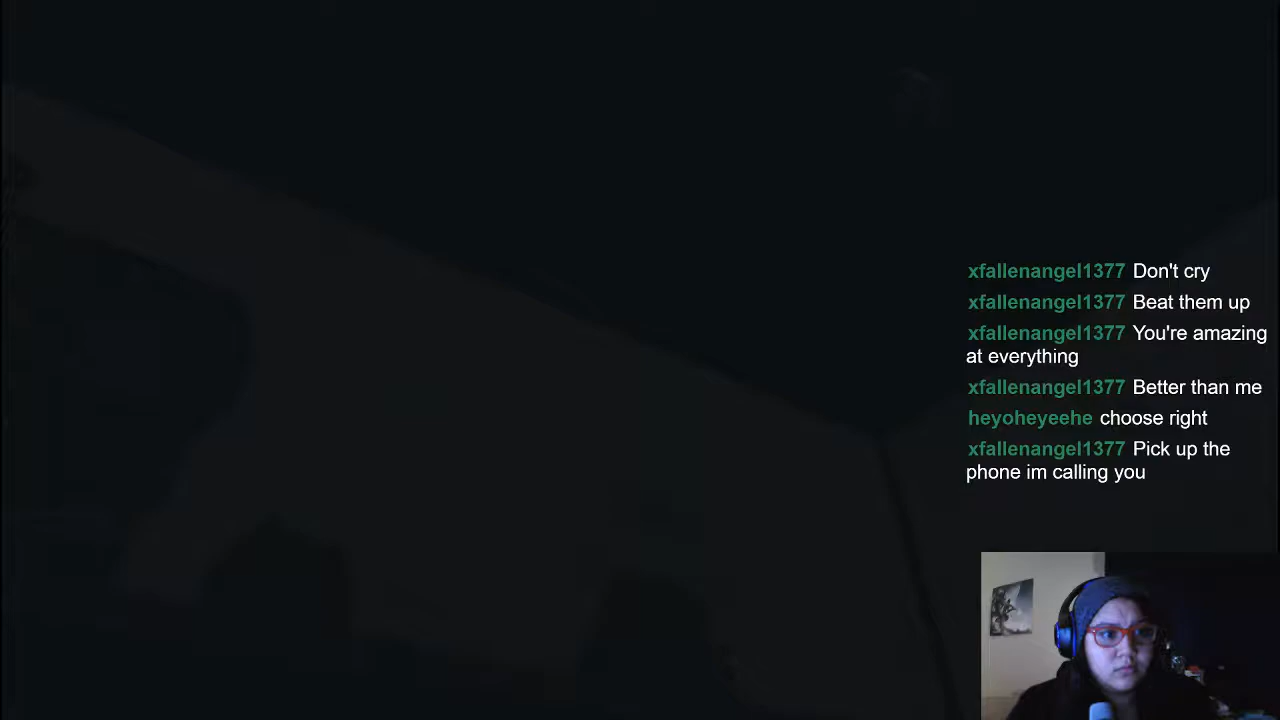 xfallenangel1377 Don't cry
xfallenangel1377 Beat them up
xfallenangel1377 You're amazing
at everything
xfallenangel1377 Better than me
heyoheyeehe choose right
xfallenangel1377 Pick up the
phone im calling you